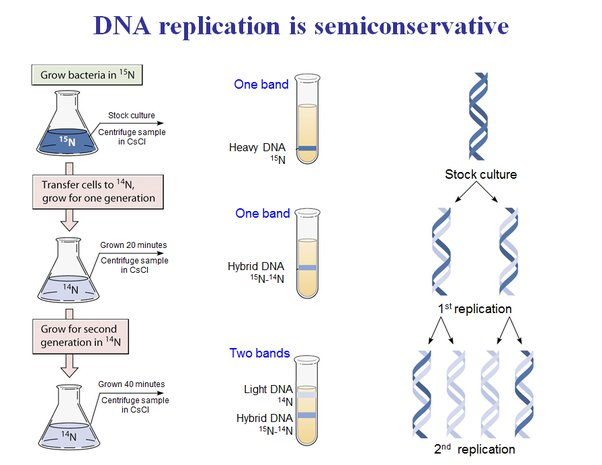 DNA replication is semiconservative
Grow bacteria in ¹⁵N
Stock culture
Centrifuge sample
in CsCl
¹⁵N
One band
Heavy DNA
¹⁵N
Stock culture
Transfer cells to ¹⁴N,
grow for one generation
Grown 20 minutes
Centrifuge sample
in CsCl
¹⁴N
One band
Hybrid DNA
¹⁵N-¹⁴N
1st replication
Grow for second
generation in ¹⁴N
Grown 40 minutes
Centrifuge sample
in CsCl
¹⁴N
Two bands
Light DNA
¹⁴N
Hybrid DNA
¹⁵N-¹⁴N
2nd replication